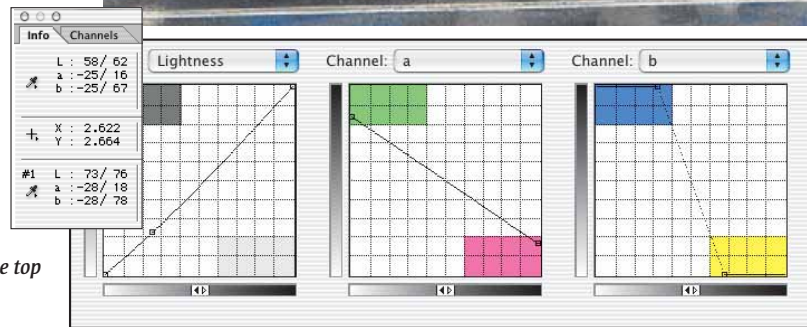 Info Channels
L : 58/ 62
a :-25/ 16
b :-25/ 67
X : 2.622
Y : 2.664
#1 L : 73/ 76
a :-28/ 18
b :-28/ 78
Lightness
Channel: a
Channel: b
e top